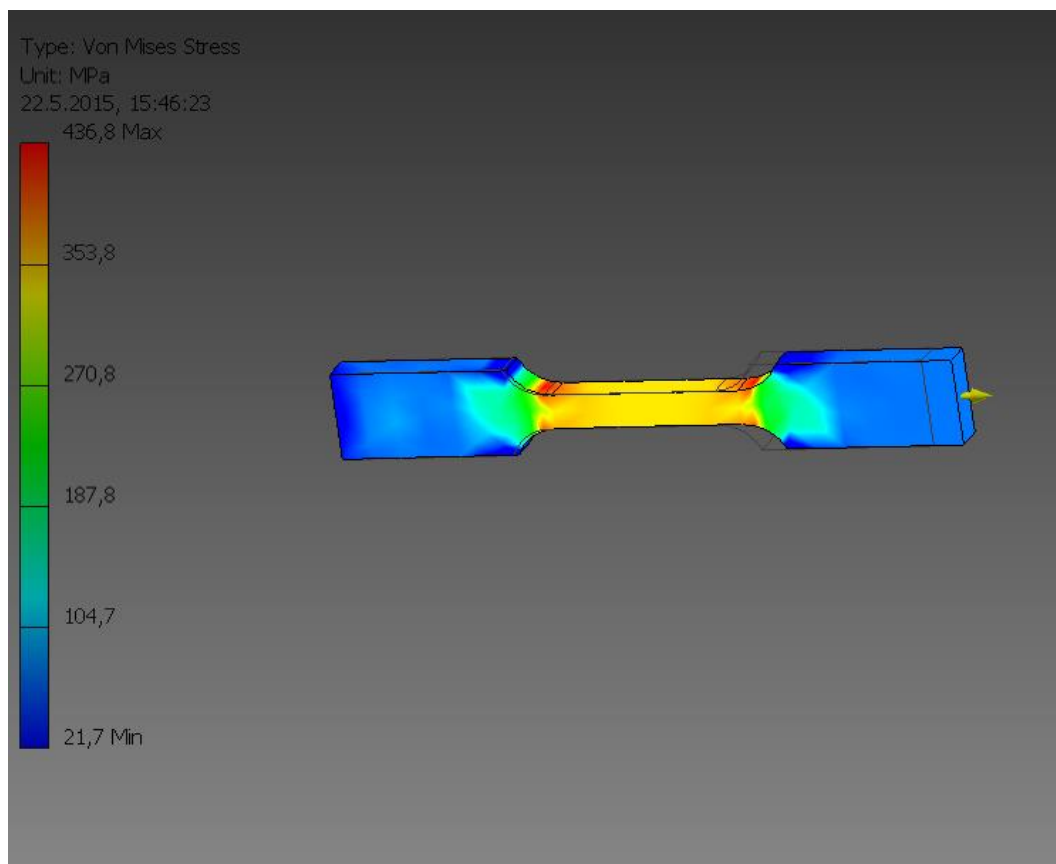 Type: Von Mises Stress
Unit: MPa
22.5.2015, 15:46:23
436,8 Max
353,8
270,8
187,8
104,7
21,7 Min